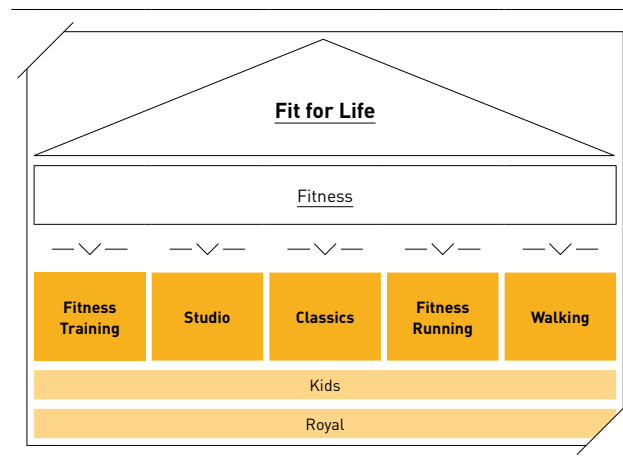 Fit for Life
Fitness
Fitness
Training
Studio
Classics
Fitness
Running
Walking
Kids
Royal